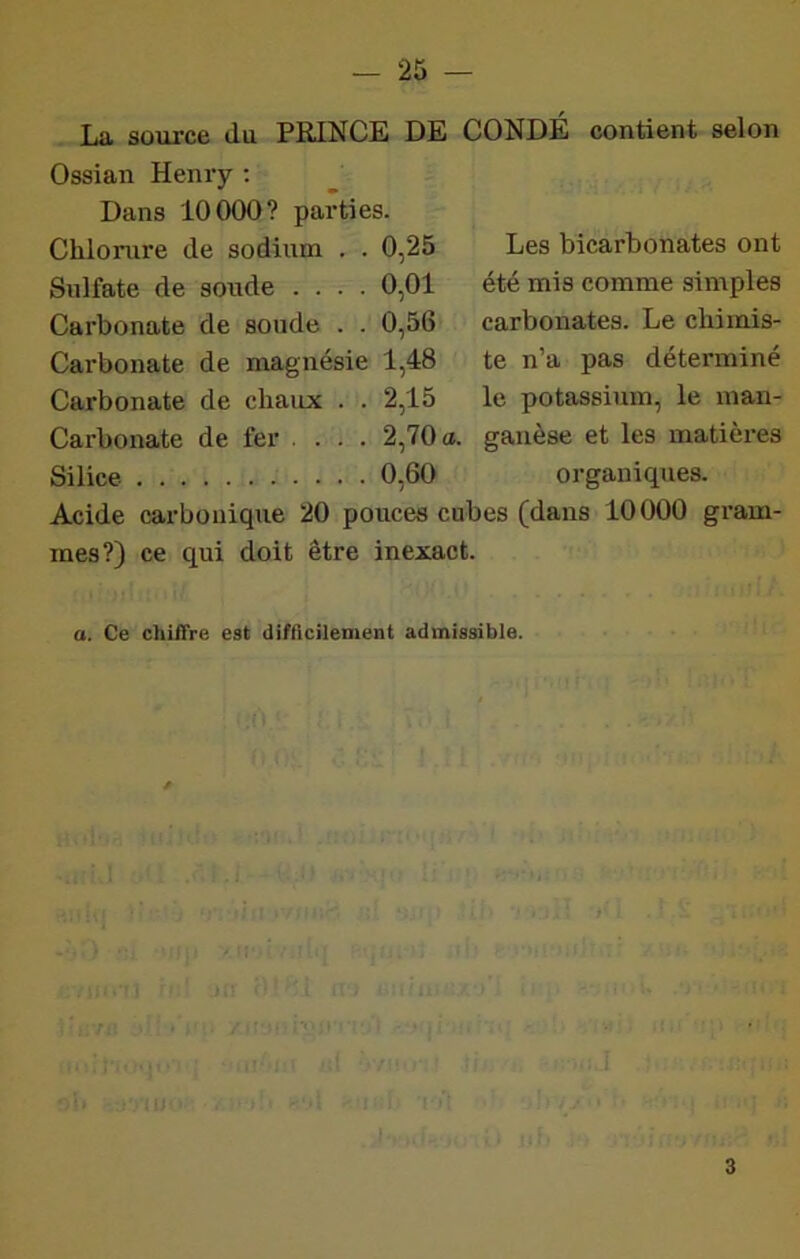 — 25 —
La source du PRINCE DE CONDÉ contient selon
Ossian Henry :
Dans 10000? parties.
Chlorure de sodium . . 0,25
Sulfate de soude . . . . 0,01
Carbonate de soude . . 0,56
Carbonate de magnésie 1,48
Carbonate de chaux . . 2,15
Carbonate de fer . . . . 2,70 a.
Silice . . . . . . . . . . . 0,60
Les bicarbonates ont
été mis comme simples
carbonates. Le chimis-
te n'a pas déterminé
le potassium, le man-
ganèse et les matières
organiques.
Acide carbonique 20 pouces cubes (dans 10000 gram-
mes?) ce qui doit être inexact.
a. Ce chiffre est difficilement admissible.
3